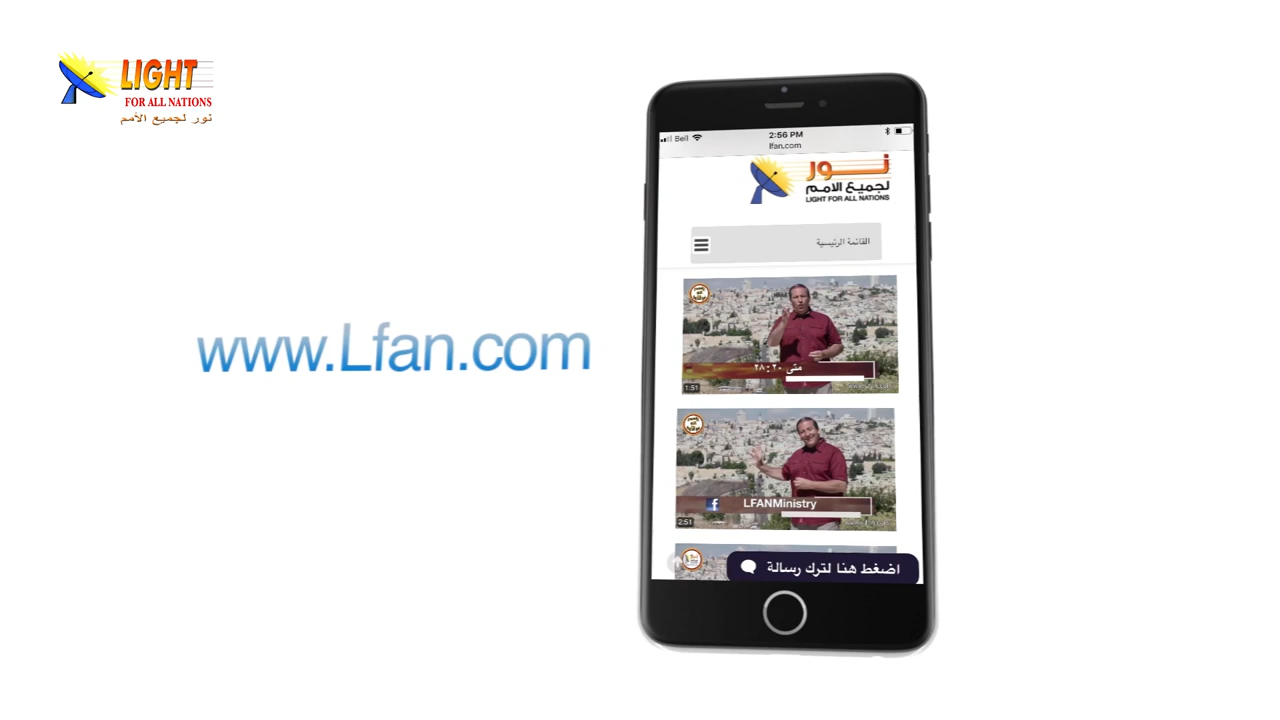 LIGHT
FOR ALL NATIONS
نور لجميع الأمم
www.Lfan.com
Bell
2:56 PM
lfan.com
نور
لجميع الامم
LIGHT FOR ALL NATIONS
القائمة الرئيسية
متى ٢٠:٢٨
1:51
LFANMinistry
2:51
اضغط هنا لترك رسالة